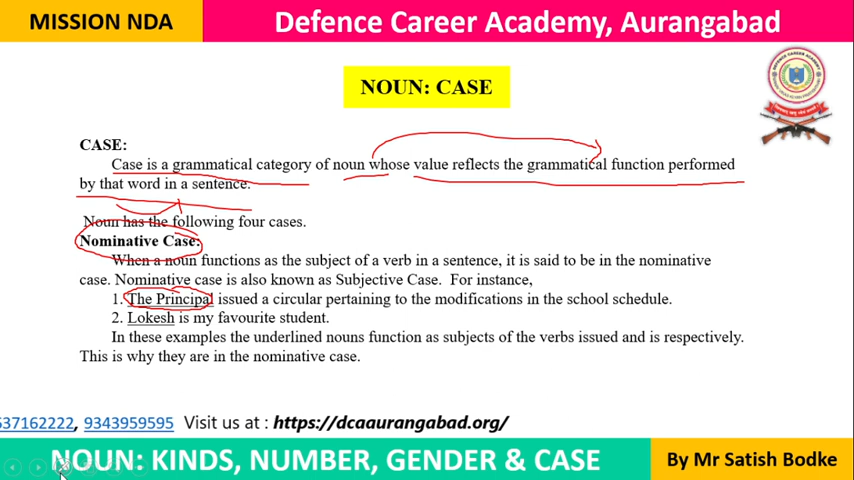 MISSION NDA
Defence Career Academy, Aurangabad
NOUN: CASE
CASE:
Case is a grammatical category of noun whose value reflects the grammatical function performed
by that word in a sentence.
Noun has the following four cases.
Nominative Case:
When a noun functions as the subject of a verb in a sentence, it is said to be in the nominative
case. Nominative case is also known as Subjective Case. For instance,
1. The Principal issued a circular pertaining to the modifications in the school schedule.
2. Lokesh is my favourite student.
In these examples the underlined nouns function as subjects of the verbs issued and is respectively.
This is why they are in the nominative case.
637162222, 9343959595 Visit us at : https://dcaaurangabad.org/
NOUN: KINDS, NUMBER, GENDER & CASE
By Mr Satish Bodke